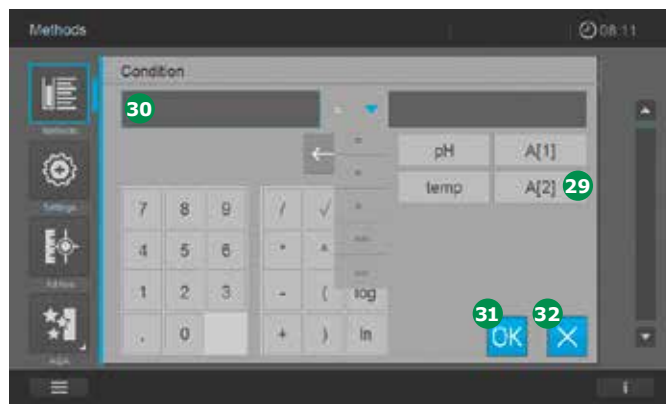 Methods 08:11
Condition
30
pH A[1]
temp A[2] 29
7 8 9 / √
4 5 6 * ^
1 2 3 - ( log
. 0 + ) ln
31 32
OK
Settings
i